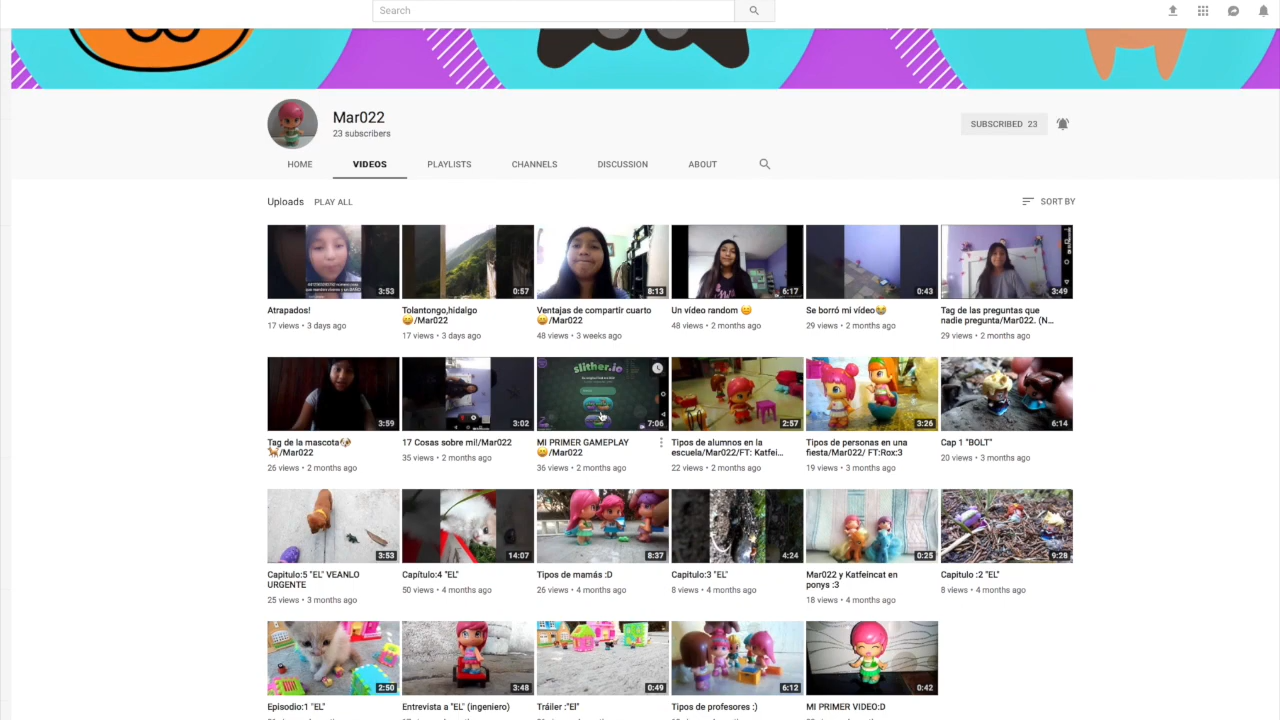 Search
Mar022
23 subscribers
SUBSCRIBED 23
HOME VIDEOS PLAYLISTS CHANNELS DISCUSSION ABOUT
Uploads PLAY ALL SORT BY
3:53
Atrapados!
17 views • 3 days ago
0:57
Tolantongo,hidalgo
😄/Mar022
17 views • 3 days ago
8:13
Ventajas de compartir cuarto
😄/Mar022
48 views • 3 weeks ago
6:17
Un vídeo random 😐
48 views • 2 months ago
0:43
Se borró mi vídeo😭
29 views • 2 months ago
3:49
Tag de las preguntas que
nadie pregunta/Mar022. (N...
29 views • 2 months ago
3:59
Tag de la mascota🐶
🐕/Mar022
26 views • 2 months ago
3:02
17 Cosas sobre mi!/Mar022
35 views • 2 months ago
slither.io
7:06
MI PRIMER GAMEPLAY
😄/Mar022
36 views • 2 months ago
2:57
Tipos de alumnos en la
escuela/Mar022/FT: Katfei...
22 views • 2 months ago
3:26
Tipos de personas en una
fiesta/Mar022/ FT:Rox:3
19 views • 3 months ago
6:14
Cap 1 "BOLT"
20 views • 3 months ago
3:53
Capitulo:5 "EL" VEANLO
URGENTE
25 views • 3 months ago
14:07
Capítulo:4 "EL"
50 views • 4 months ago
8:37
Tipos de mamás :D
26 views • 4 months ago
4:24
Capitulo:3 "EL"
8 views • 4 months ago
0:25
Mar022 y Katfeincat en
ponys :3
18 views • 4 months ago
9:28
Capitulo :2 "EL"
8 views • 4 months ago
2:50
Episodio:1 "EL"
3:48
Entrevista a "EL" (ingeniero)
0:49
Tráiler :"El"
6:12
Tipos de profesores :)
0:42
MI PRIMER VIDEO:D